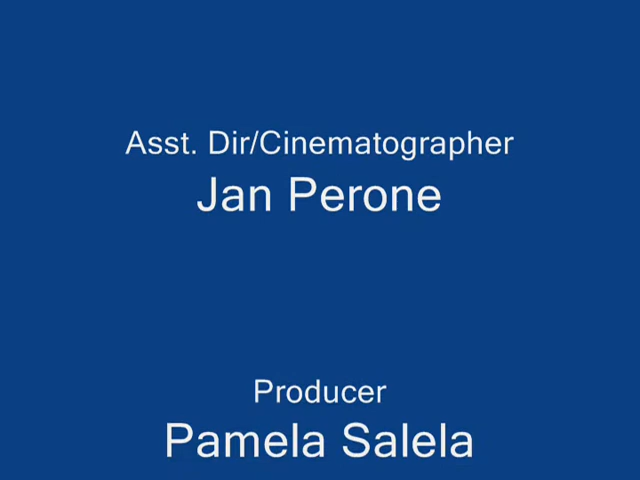 Asst. Dir/Cinematographer
Jan Perone
Producer
Pamela Salela